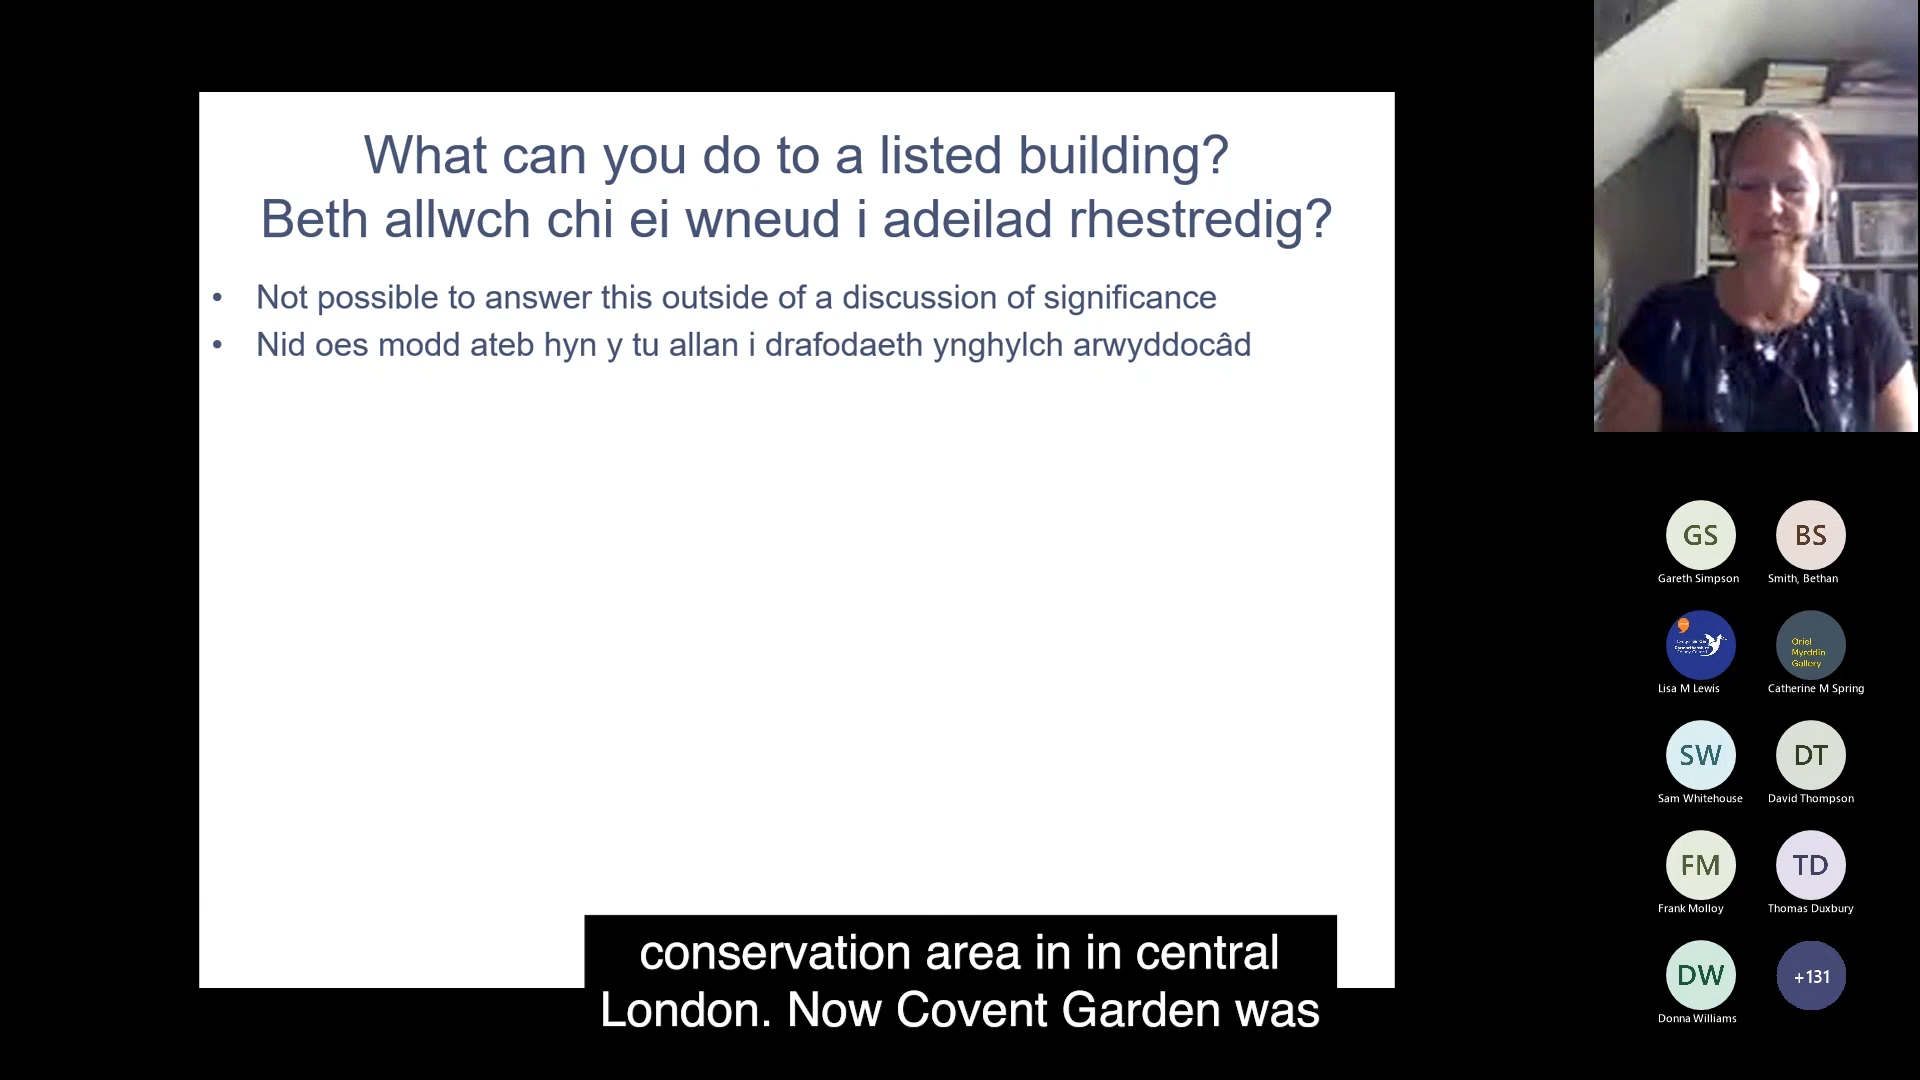 What can you do to a listed building?
Beth allwch chi ei wneud i adeilad rhestredig?
• Not possible to answer this outside of a discussion of significance
• Nid oes modd ateb hyn y tu allan i drafodaeth ynghylch arwyddocâd
conservation area in in central
London. Now Covent Garden was
GS
BS
Gareth Simpson
Smith, Bethan
Oriel
Myrddin
Gallery
Lisa M Lewis
Catherine M Spring
SW
DT
Sam Whitehouse
David Thompson
FM
TD
Frank Molloy
Thomas Duxbury
DW
+131
Donna Williams